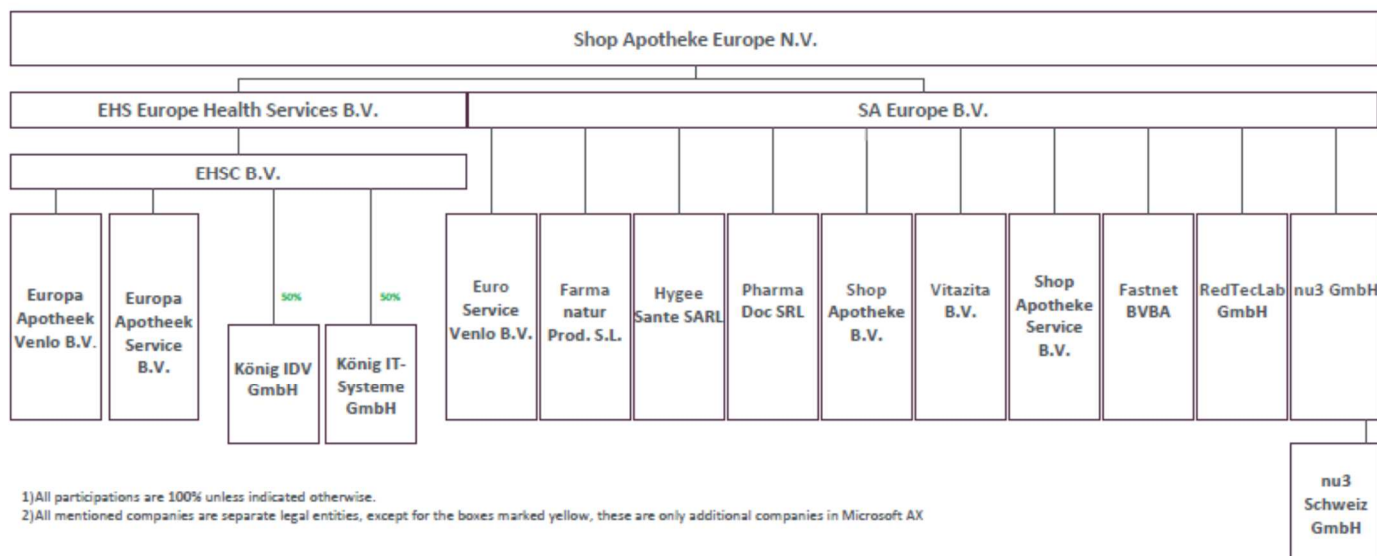 Shop Apotheke Europe N.V.
EHS Europe Health Services B.V.
SA Europe B.V.
EHSC B.V.
Europa
Apotheek
Venlo B.V.
Europa
Apotheek
Service
B.V.
50%
König IDV
GmbH
50%
König IT-
Systeme
GmbH
Euro
Service
Venlo B.V.
Farma
natur
Prod. S.L.
Hygee
Sante SARL
Pharma
Doc SRL
Shop
Apotheke
B.V.
Vitazita
B.V.
Shop
Apotheke
Service
B.V.
Fastnet
BVBA
RedTecLab
GmbH
nu3 GmbH
nu3
Schweiz
GmbH
1)All participations are 100% unless indicated otherwise.
2)All mentioned companies are separate legal entities, except for the boxes marked yellow, these are only additional companies in Microsoft AX